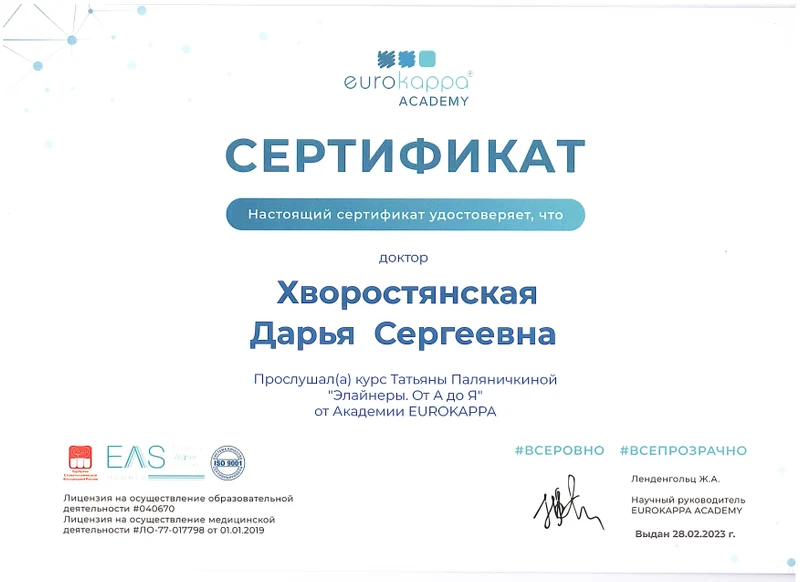 eurokappa®
ACADEMY
СЕРТИФИКАТ
Настоящий сертификат удостоверяет, что
доктор
Хворостянская
Дарья Сергеевна
Прослушал(а) курс Татьяны Паляничкиной
"Элайнеры. От А до Я"
от Академии EUROKAPPA
#ВСЕРОВНО #ВСЕПРОЗРАЧНО
EAS
ISO 9001
Ленденгольц Ж.А.
Научный руководитель
EUROKAPPA ACADEMY
Выдан 28.02.2023 г.
Лицензия на осуществление образовательной
деятельности #040670
Лицензия на осуществление медицинской
деятельности #ЛО-77-017798 от 01.01.2019